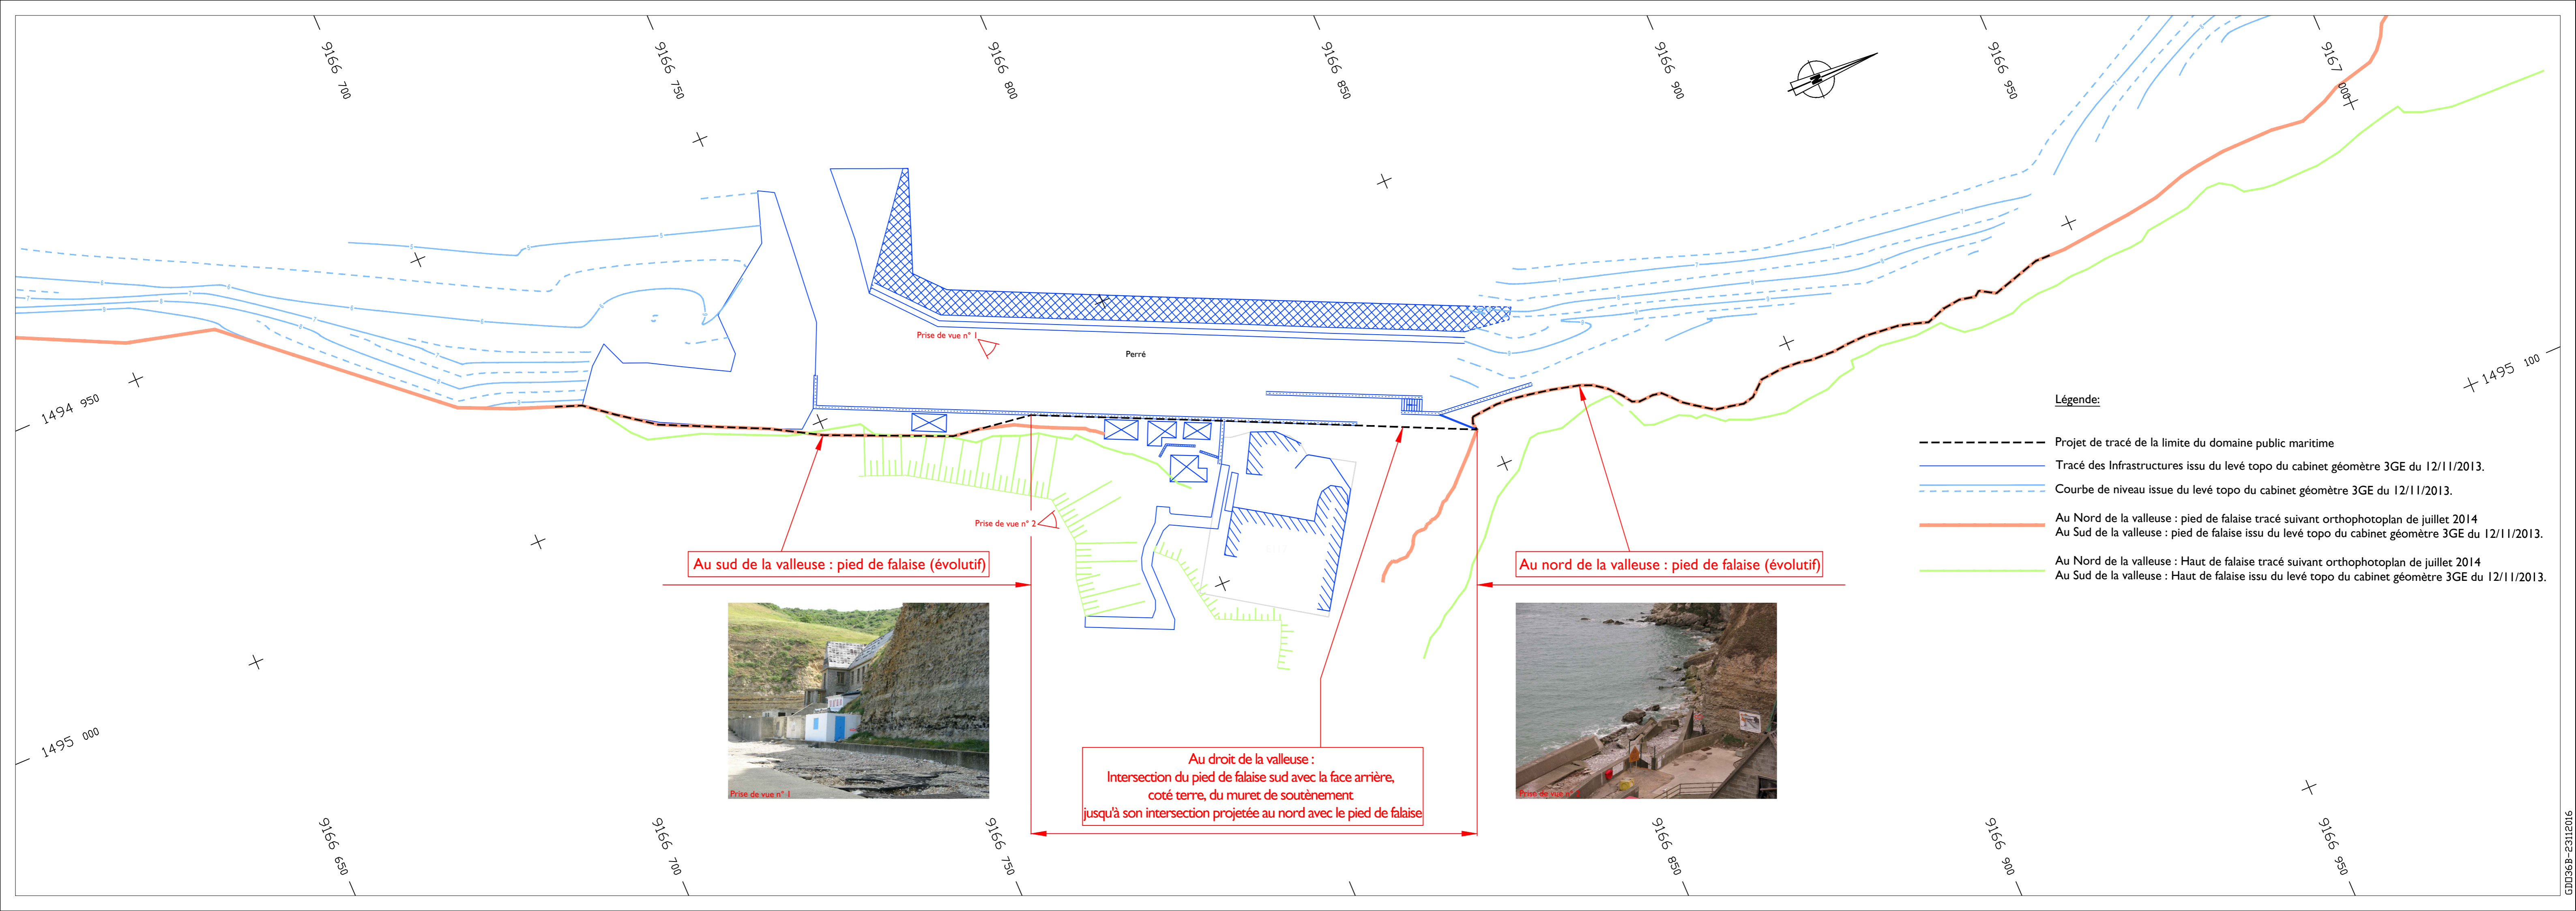 9166 700
9166 750
9166 800
9166 850
9166 900
9166 950
9167 000
Prise de vue n° 1
Perré
1494 950
1495 100
Légende:
Projet de tracé de la limite du domaine public maritime
Tracé des Infrastructures issu du levé topo du cabinet géomètre 3GE du 12/11/2013.
Courbe de niveau issue du levé topo du cabinet géomètre 3GE du 12/11/2013.
Au Nord de la valleuse : pied de falaise tracé suivant orthophotoplan de juillet 2014
Au Sud de la valleuse : pied de falaise issu du levé topo du cabinet géomètre 3GE du 12/11/2013.
Au Nord de la valleuse : Haut de falaise tracé suivant orthophotoplan de juillet 2014
Au Sud de la valleuse : Haut de falaise issu du levé topo du cabinet géomètre 3GE du 12/11/2013.
Prise de vue n° 2
Au sud de la valleuse : pied de falaise (évolutif)
Au nord de la valleuse : pied de falaise (évolutif)
1495 000
Prise de vue n° 1
Prise de vue n°
Au droit de la valleuse :
Intersection du pied de falaise sud avec la face arrière,
coté terre, du muret de soutènement
jusqu'à son intersection projetée au nord avec le pied de falaise
9166 650
9166 700
9166 750
9166 850
9166 900
9166 950
GD036B-23112016